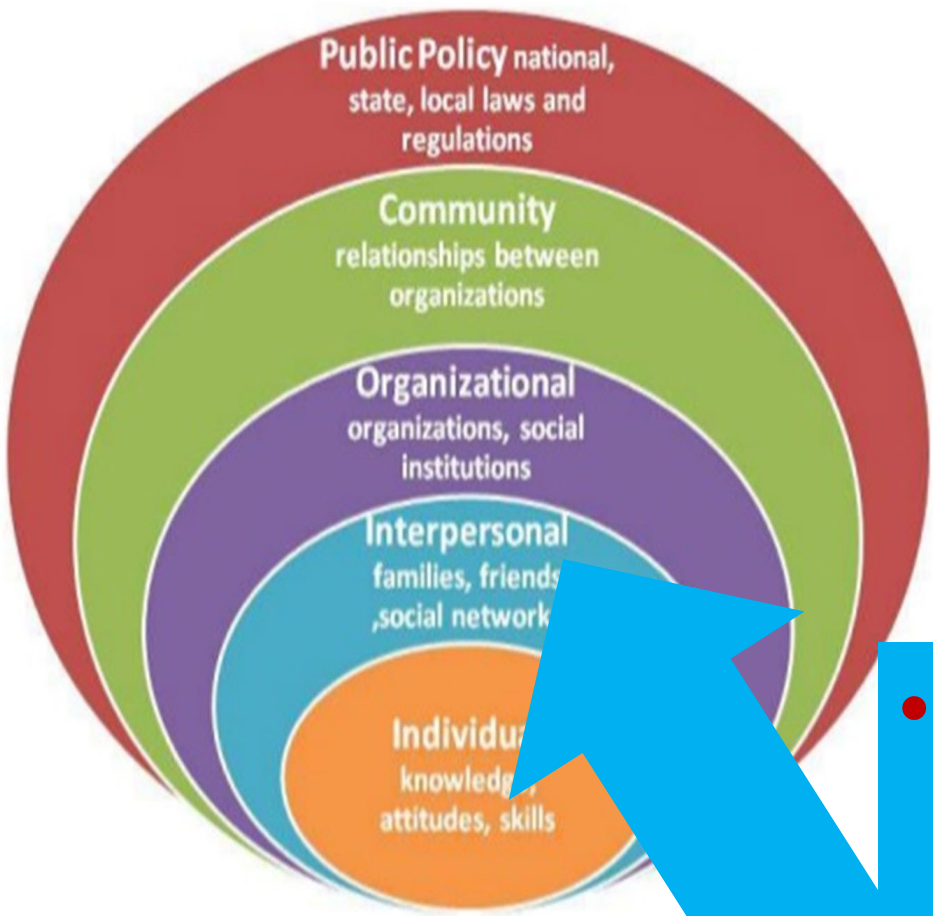 Public Policy national,
state, local laws and
regulations
Community
relationships between
organizations
Organizational
organizations, social
institutions
Interpersonal
families, friends
,social network
Individu
knowledge,
attitudes, skills